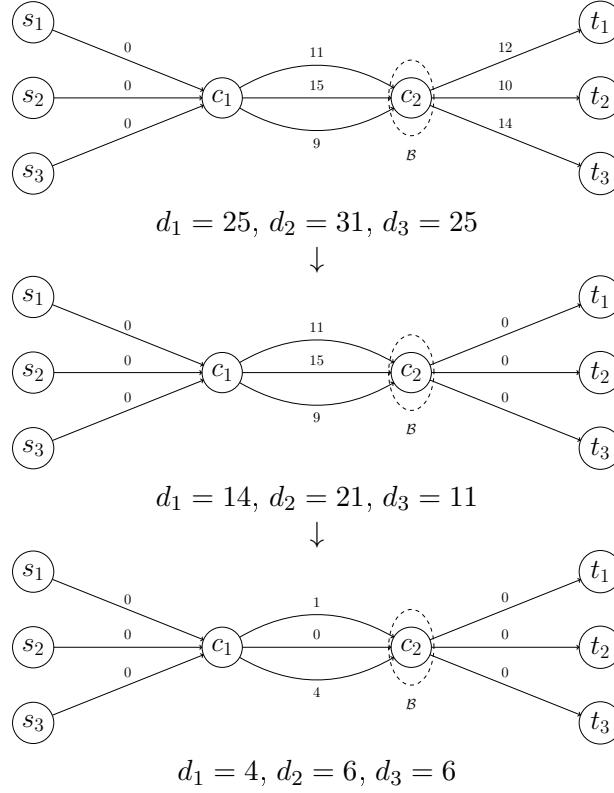 s1 0 11 12 t1
s2 0 c1 15 c2 10 t2
s3 0 9 B 14 t3
d1 = 25, d2 = 31, d3 = 25
↓
s1 0 11 0 t1
s2 0 c1 15 c2 0 t2
s3 0 9 B 0 t3
d1 = 14, d2 = 21, d3 = 11
↓
s1 0 1 0 t1
s2 0 c1 0 c2 0 t2
s3 0 4 B 0 t3
d1 = 4, d2 = 6, d3 = 6